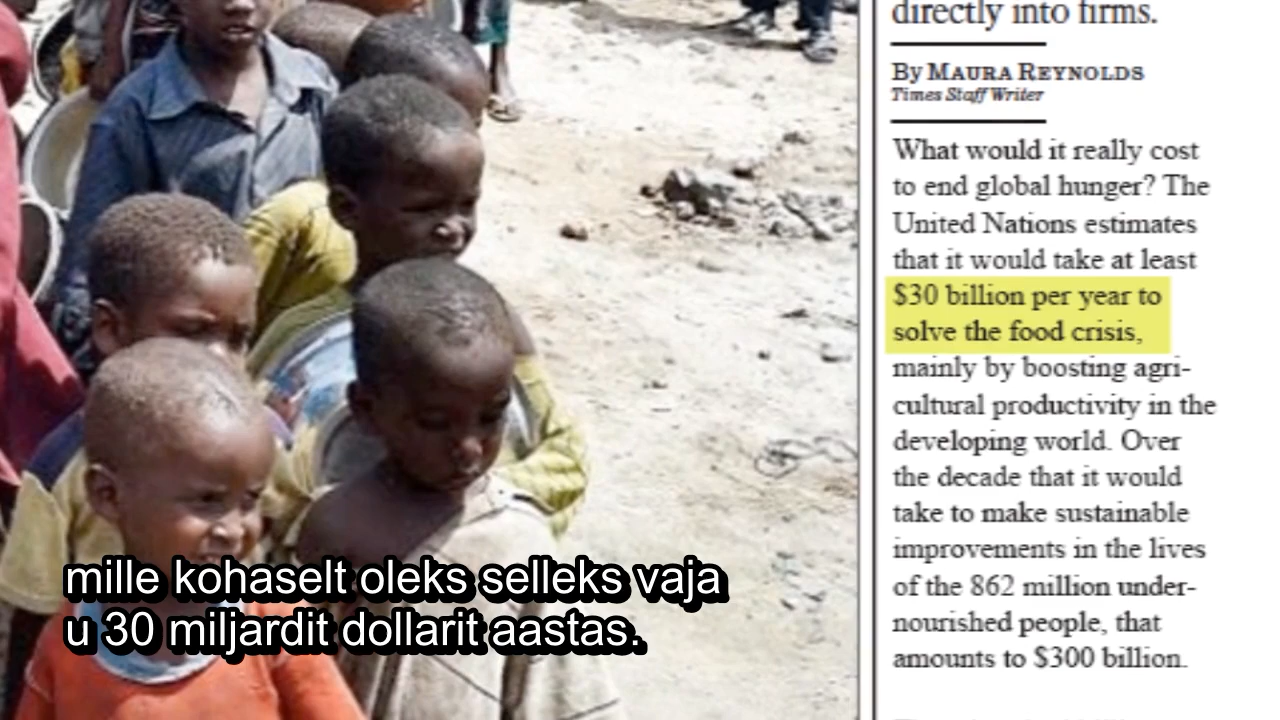 directly into firms.
By MAURA REYNOLDS
Times Staff Writer
What would it really cost
to end global hunger? The
United Nations estimates
that it would take at least
$30 billion per year to
solve the food crisis,
mainly by boosting agri-
cultural productivity in the
developing world. Over
the decade that it would
take to make sustainable
improvements in the lives
of the 862 million under-
nourished people, that
amounts to $300 billion.
mille kohaselt oleks selleks vaja
u 30 miljardit dollarit aastas.